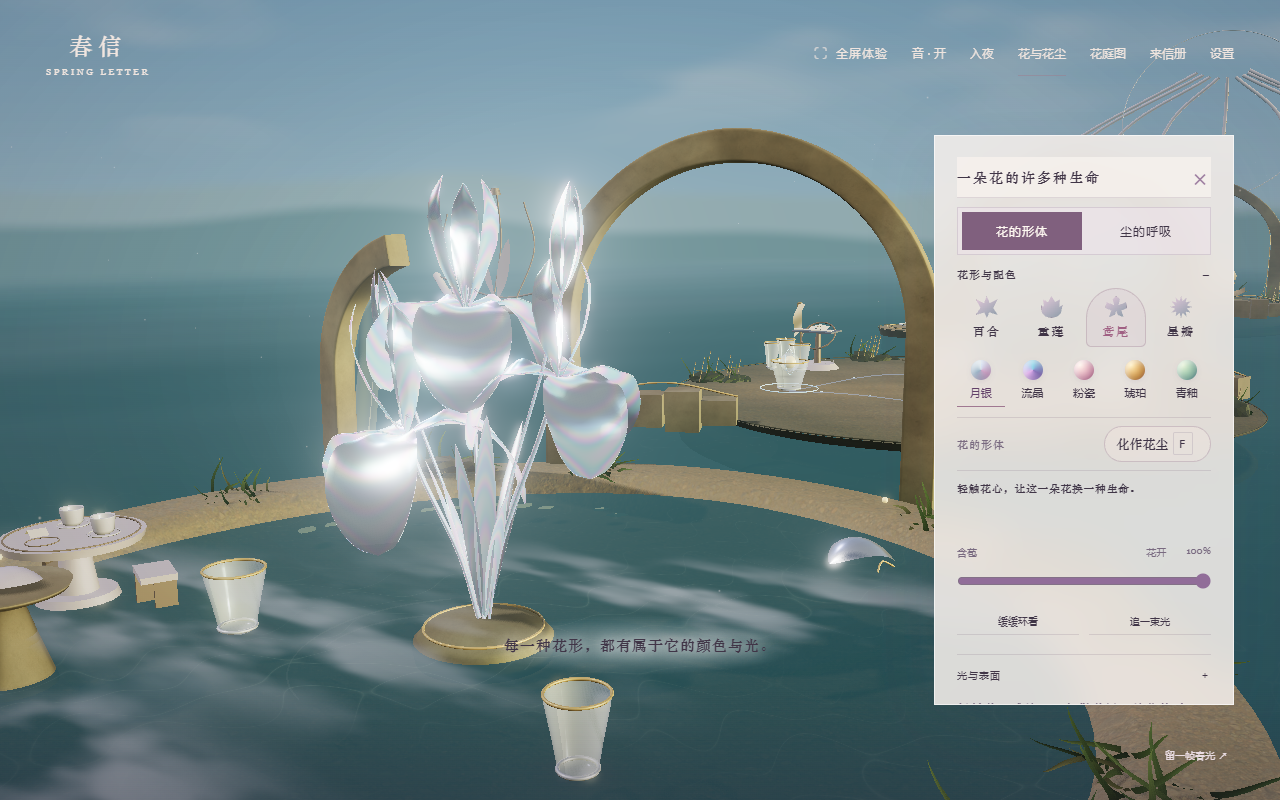 春信
SPRING LETTER
全屏体验 音·开 入夜 花与花尘 花庭图 来信册 设置
一朵花的许多种生命 ×
花的形体 尘的呼吸
花形与配色 −
百合 重莲 鸢尾 星瓣
月银 流晶 粉瓷 琥珀 青釉
花的形体 化作花尘 F
轻触花心，让这一朵花换一种生命。
含苞 花开 100%
缓缓环看 追一束光
每一种花形，都有属于它的颜色与光。
光与表面 +
留一帧春光 ↗